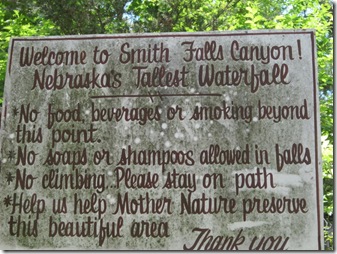 Welcome to Smith Falls Canyon!
Nebraska's Tallest Waterfall
*No food, beverages or smoking beyond
this point.
*No soaps or shampoos allowed in falls
*No climbing. Please stay on path
*Help us help Mother Nature preserve
this beautiful area
Thank you